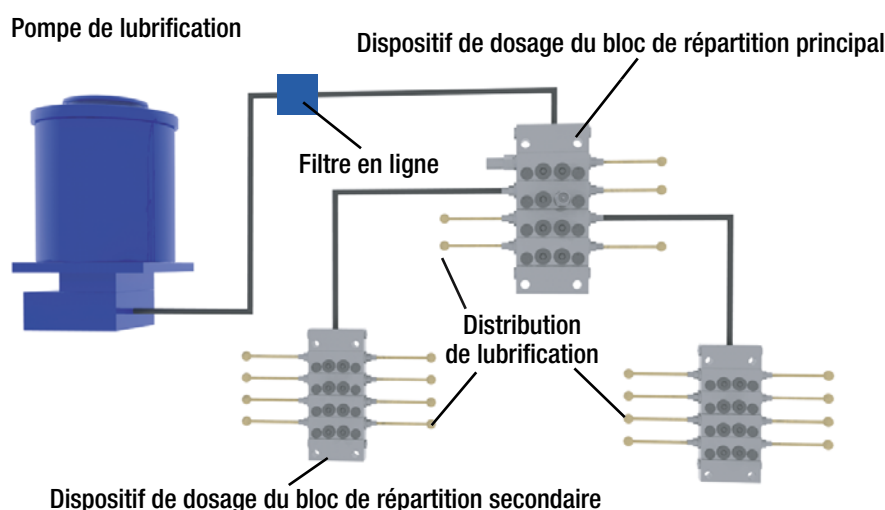 Pompe de lubrification
Dispositif de dosage du bloc de répartition principal
Filtre en ligne
Distribution
de lubrification
Dispositif de dosage du bloc de répartition secondaire